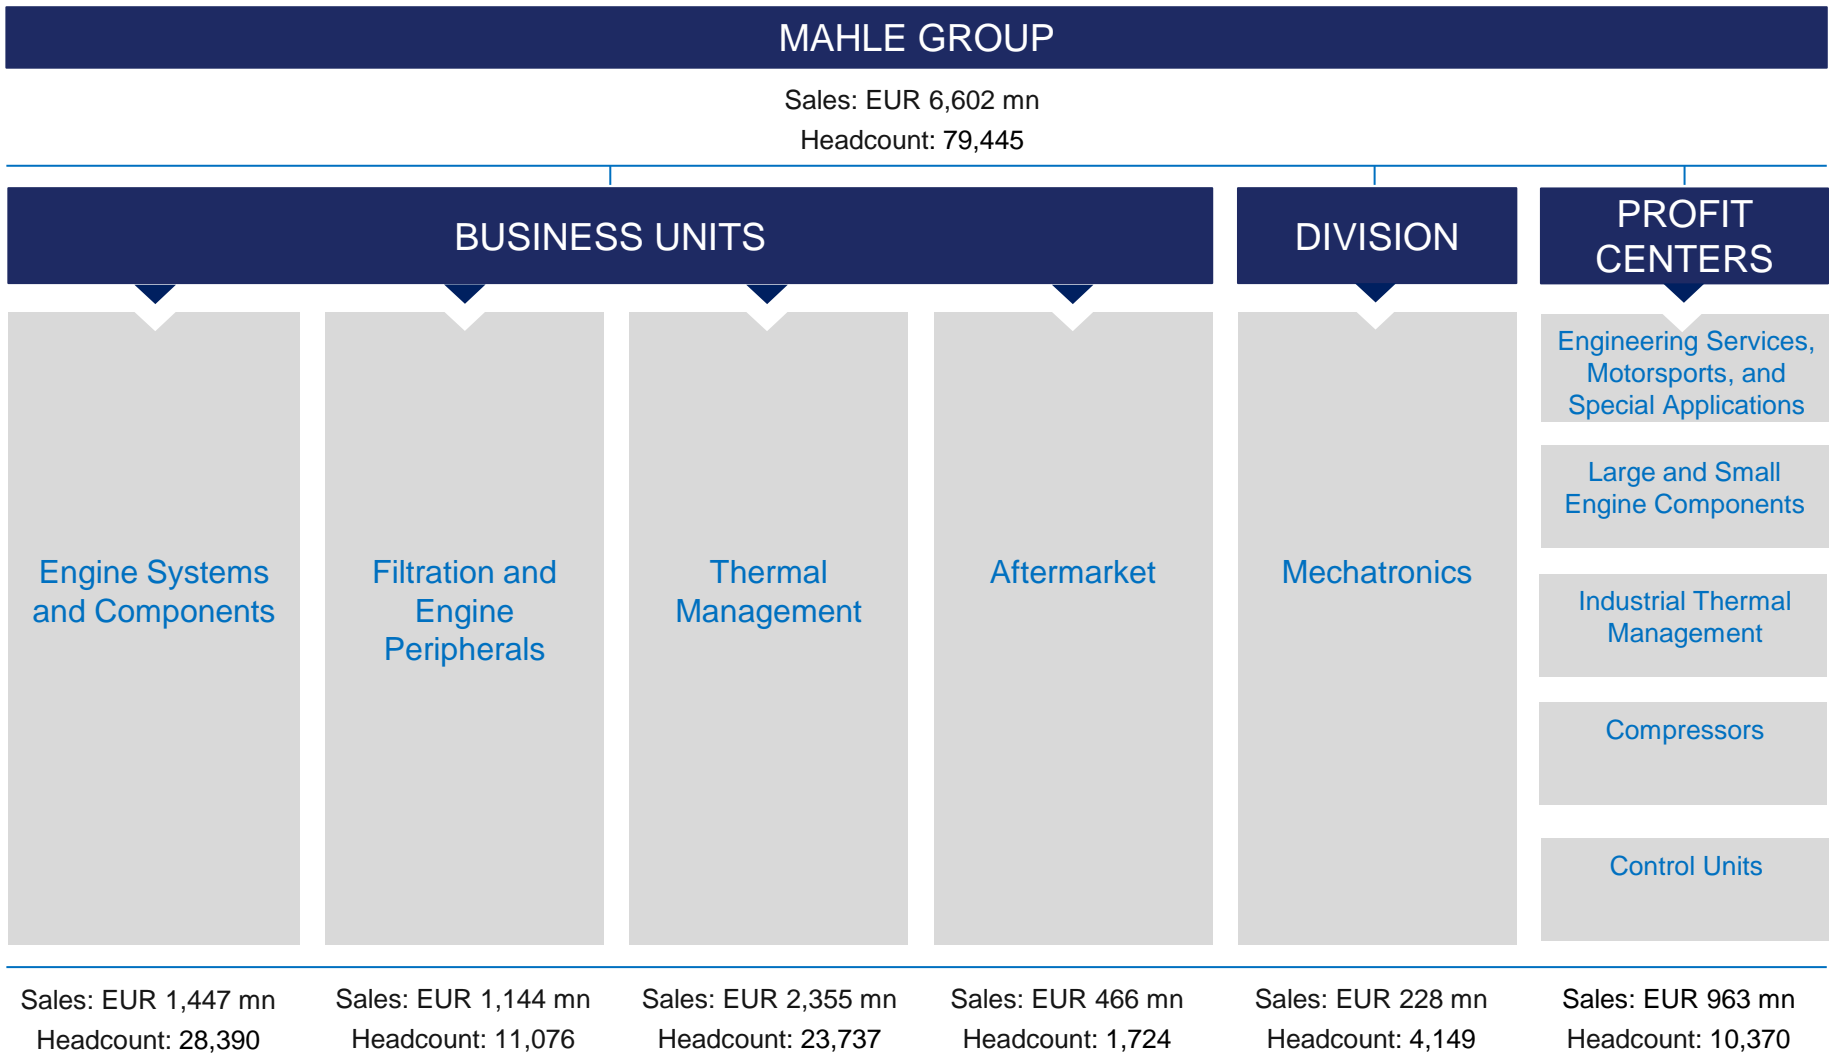 MAHLE GROUP
Sales: EUR 6,602 mn
Headcount: 79,445
BUSINESS UNITS
DIVISION
PROFIT
CENTERS
Engine Systems
and Components
Filtration and
Engine
Peripherals
Thermal
Management
Aftermarket
Mechatronics
Engineering Services,
Motorsports, and
Special Applications
Large and Small
Engine Components
Industrial Thermal
Management
Compressors
Control Units
Sales: EUR 1,447 mn
Headcount: 28,390
Sales: EUR 1,144 mn
Headcount: 11,076
Sales: EUR 2,355 mn
Headcount: 23,737
Sales: EUR 466 mn
Headcount: 1,724
Sales: EUR 228 mn
Headcount: 4,149
Sales: EUR 963 mn
Headcount: 10,370